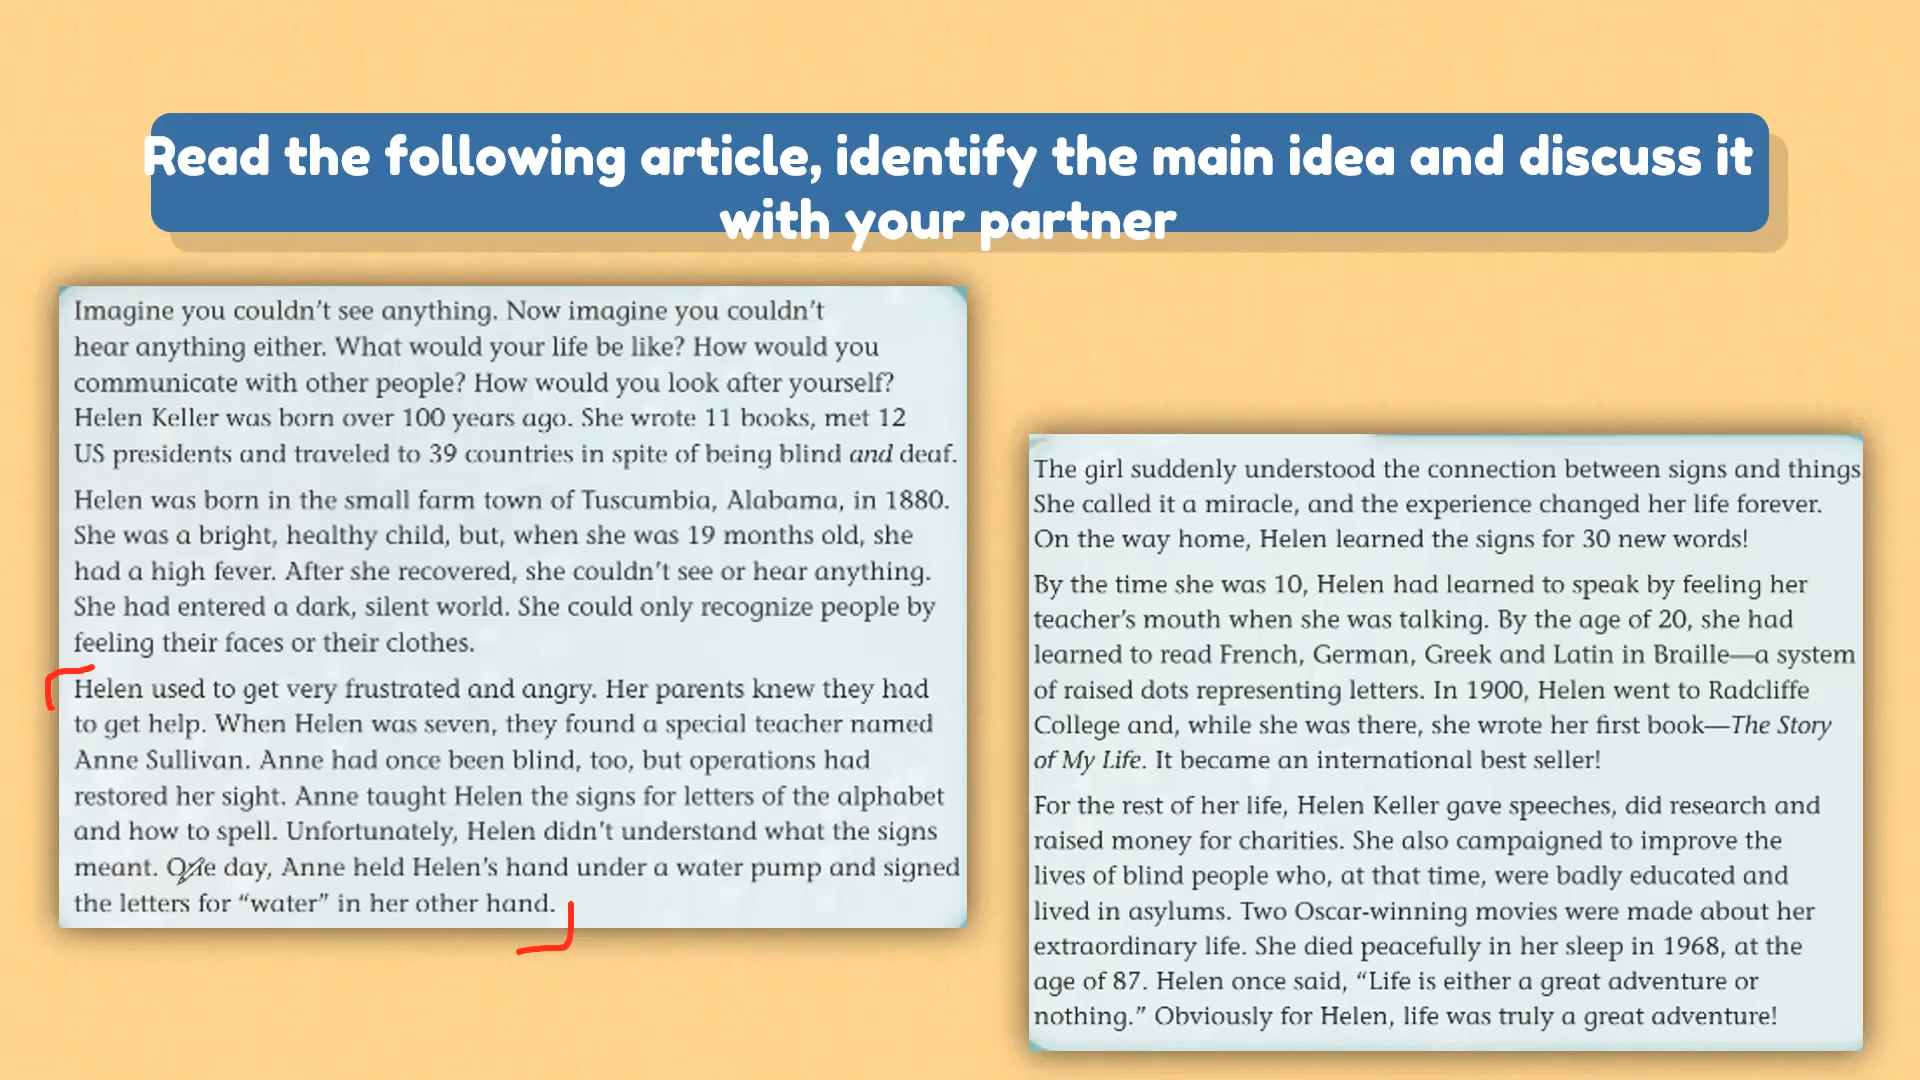 Read the following article, identify the main idea and discuss it
with your partner
Imagine you couldn't see anything. Now imagine you couldn't
hear anything either. What would your life be like? How would you
communicate with other people? How would you look after yourself?
Helen Keller was born over 100 years ago. She wrote 11 books, met 12
US presidents and traveled to 39 countries in spite of being blind and deaf.
Helen was born in the small farm town of Tuscumbia, Alabama, in 1880.
She was a bright, healthy child, but, when she was 19 months old, she
had a high fever. After she recovered, she couldn't see or hear anything.
She had entered a dark, silent world. She could only recognize people by
feeling their faces or their clothes.
Helen used to get very frustrated and angry. Her parents knew they had
to get help. When Helen was seven, they found a special teacher named
Anne Sullivan. Anne had once been blind, too, but operations had
restored her sight. Anne taught Helen the signs for letters of the alphabet
and how to spell. Unfortunately, Helen didn't understand what the signs
meant. One day, Anne held Helen's hand under a water pump and signed
the letters for "water" in her other hand.
The girl suddenly understood the connection between signs and things
She called it a miracle, and the experience changed her life forever.
On the way home, Helen learned the signs for 30 new words!
By the time she was 10, Helen had learned to speak by feeling her
teacher's mouth when she was talking. By the age of 20, she had
learned to read French, German, Greek and Latin in Braille—a system
of raised dots representing letters. In 1900, Helen went to Radcliffe
College and, while she was there, she wrote her first book—The Story
of My Life. It became an international best seller!
For the rest of her life, Helen Keller gave speeches, did research and
raised money for charities. She also campaigned to improve the
lives of blind people who, at that time, were badly educated and
lived in asylums. Two Oscar-winning movies were made about her
extraordinary life. She died peacefully in her sleep in 1968, at the
age of 87. Helen once said, "Life is either a great adventure or
nothing." Obviously for Helen, life was truly a great adventure!